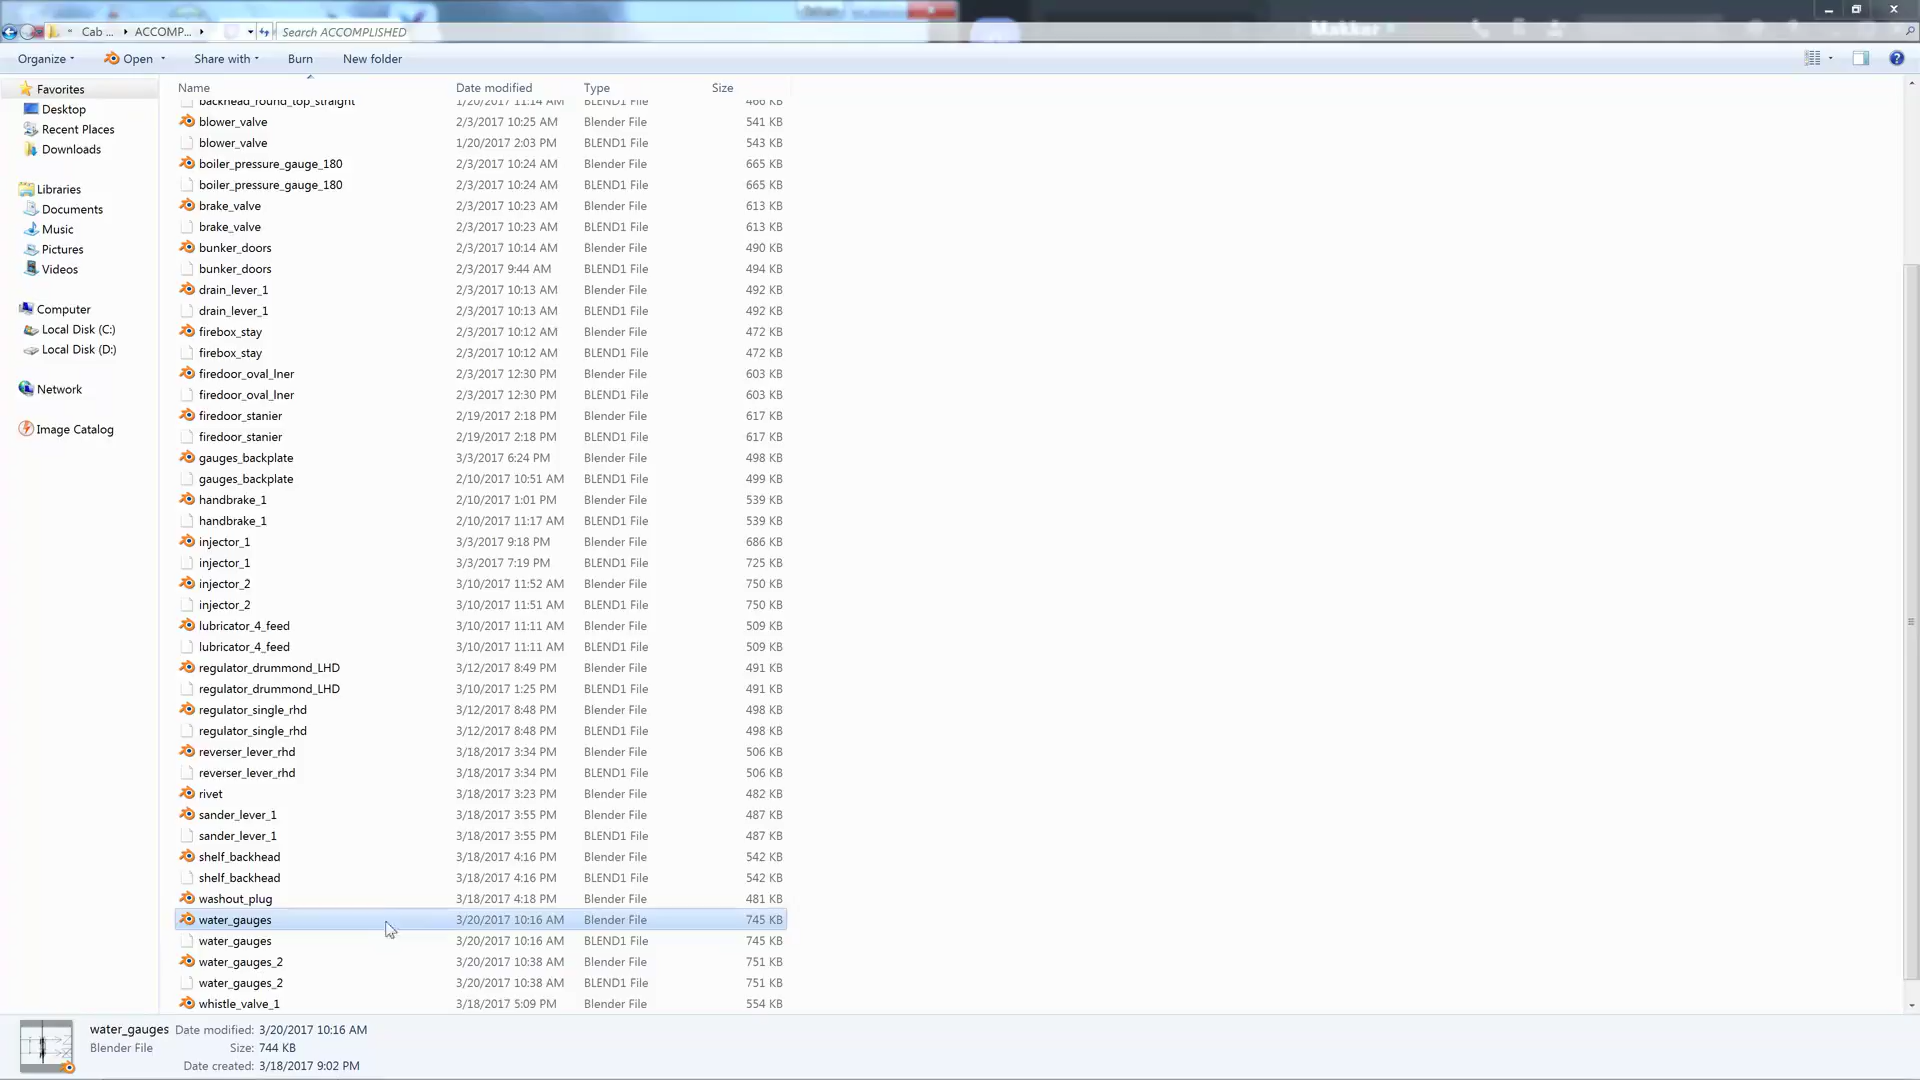 Cab ... ACCOMP... Search ACCOMPLISHED
Organize Open Share with Burn New folder
Favorites
Desktop
Recent Places
Downloads
Libraries
Documents
Music
Pictures
Videos
Computer
Local Disk (C:)
Local Disk (D:)
Network
Image Catalog
Name Date modified Type Size
backhead_round_top_straight 1/20/2017 11:14 AM BLEND1 File 466 KB
blower_valve 2/3/2017 10:25 AM Blender File 541 KB
blower_valve 1/20/2017 2:03 PM BLEND1 File 543 KB
boiler_pressure_gauge_180 2/3/2017 10:24 AM Blender File 665 KB
boiler_pressure_gauge_180 2/3/2017 10:24 AM BLEND1 File 665 KB
brake_valve 2/3/2017 10:23 AM Blender File 613 KB
brake_valve 2/3/2017 10:23 AM BLEND1 File 613 KB
bunker_doors 2/3/2017 10:14 AM Blender File 490 KB
bunker_doors 2/3/2017 9:44 AM BLEND1 File 494 KB
drain_lever_1 2/3/2017 10:13 AM Blender File 492 KB
drain_lever_1 2/3/2017 10:13 AM BLEND1 File 492 KB
firebox_stay 2/3/2017 10:12 AM Blender File 472 KB
firebox_stay 2/3/2017 10:12 AM BLEND1 File 472 KB
firedoor_oval_lner 2/3/2017 12:30 PM Blender File 603 KB
firedoor_oval_lner 2/3/2017 12:30 PM BLEND1 File 603 KB
firedoor_stanier 2/19/2017 2:18 PM Blender File 617 KB
firedoor_stanier 2/19/2017 2:18 PM BLEND1 File 617 KB
gauges_backplate 3/3/2017 6:24 PM Blender File 498 KB
gauges_backplate 2/10/2017 10:51 AM BLEND1 File 499 KB
handbrake_1 2/10/2017 1:01 PM Blender File 539 KB
handbrake_1 2/10/2017 11:17 AM BLEND1 File 539 KB
injector_1 3/3/2017 9:18 PM Blender File 686 KB
injector_1 3/3/2017 7:19 PM BLEND1 File 725 KB
injector_2 3/10/2017 11:52 AM Blender File 750 KB
injector_2 3/10/2017 11:51 AM BLEND1 File 750 KB
lubricator_4_feed 3/10/2017 11:11 AM Blender File 509 KB
lubricator_4_feed 3/10/2017 11:11 AM BLEND1 File 509 KB
regulator_drummond_LHD 3/12/2017 8:49 PM Blender File 491 KB
regulator_drummond_LHD 3/10/2017 1:25 PM BLEND1 File 491 KB
regulator_single_rhd 3/12/2017 8:48 PM Blender File 498 KB
regulator_single_rhd 3/12/2017 8:48 PM BLEND1 File 498 KB
reverser_lever_rhd 3/18/2017 3:34 PM Blender File 506 KB
reverser_lever_rhd 3/18/2017 3:34 PM BLEND1 File 506 KB
rivet 3/18/2017 3:23 PM Blender File 482 KB
sander_lever_1 3/18/2017 3:55 PM Blender File 487 KB
sander_lever_1 3/18/2017 3:55 PM BLEND1 File 487 KB
shelf_backhead 3/18/2017 4:16 PM Blender File 542 KB
shelf_backhead 3/18/2017 4:16 PM BLEND1 File 542 KB
washout_plug 3/18/2017 4:18 PM Blender File 481 KB
water_gauges 3/20/2017 10:16 AM Blender File 745 KB
water_gauges 3/20/2017 10:16 AM BLEND1 File 745 KB
water_gauges_2 3/20/2017 10:38 AM Blender File 751 KB
water_gauges_2 3/20/2017 10:38 AM BLEND1 File 751 KB
whistle_valve_1 3/18/2017 5:09 PM Blender File 554 KB
water_gauges Date modified: 3/20/2017 10:16 AM
Blender File Size: 744 KB
Date created: 3/18/2017 9:02 PM